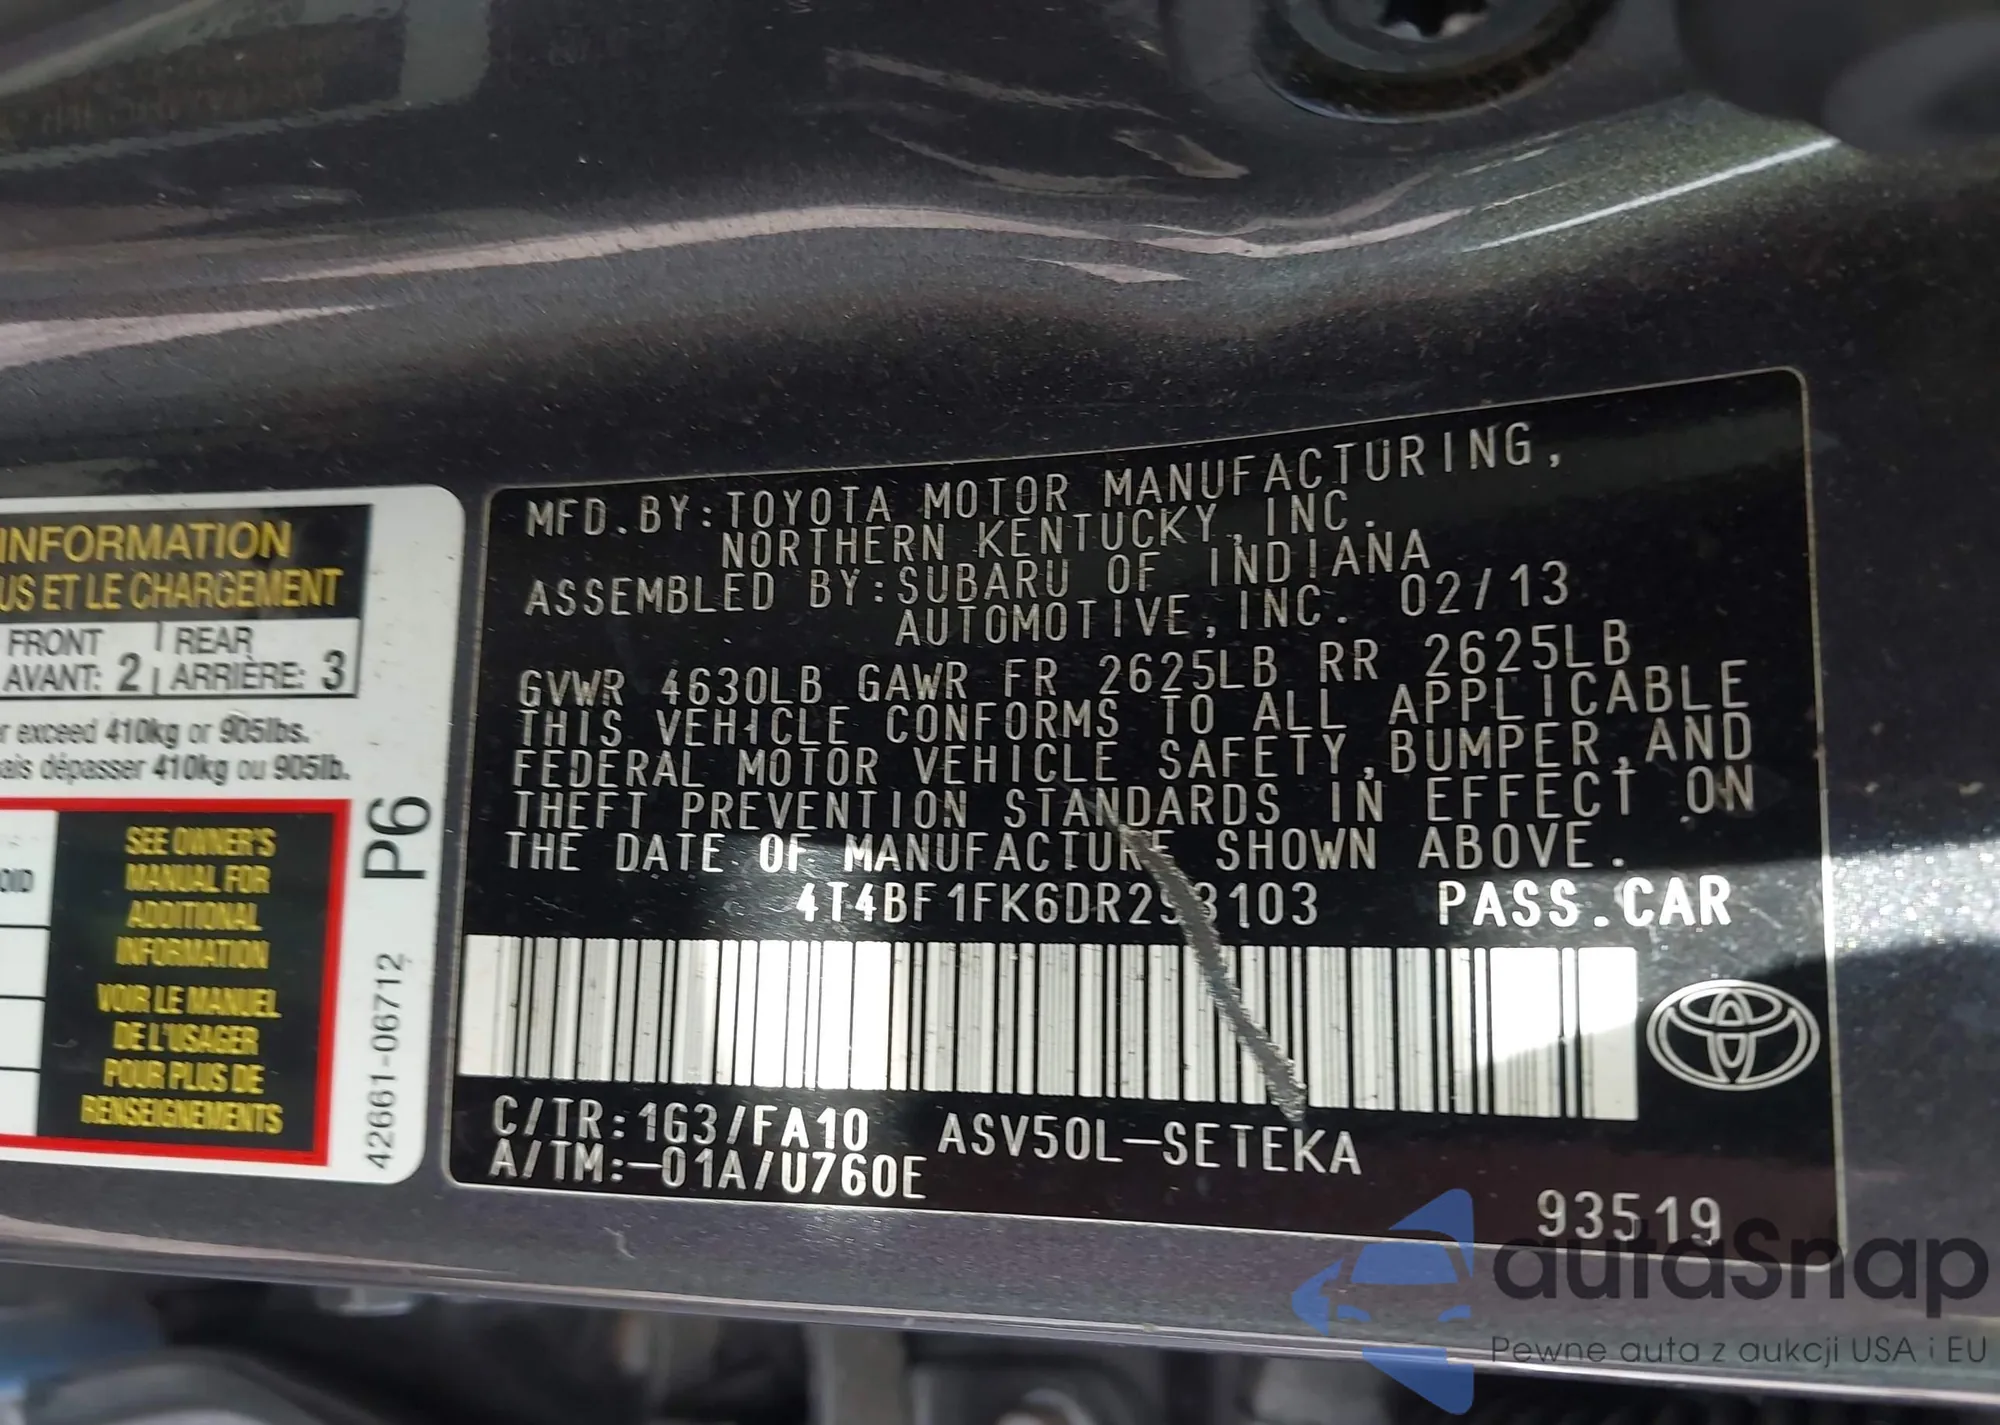 INFORMATION
US ET LE CHARGEMENT
FRONT REAR
AVANT: 2 ARRIÈRE: 3
r exceed 410kg or 905lbs.
ais dépasser 410kg ou 905lb.
OID
SEE OWNER'S
MANUAL FOR
ADDITIONAL
INFORMATION
VOIR LE MANUEL
DE L'USAGER
POUR PLUS DE
RENSEIGNEMENTS
P6
42661-06712
MFD.BY:TOYOTA MOTOR MANUFACTURING,
NORTHERN KENTUCKY, INC.
ASSEMBLED BY:SUBARU OF INDIANA
AUTOMOTIVE,INC. 02/13
GVWR 4630LB GAWR FR 2625LB RR 2625LB
THIS VEHICLE CONFORMS TO ALL APPLICABLE
FEDERAL MOTOR VEHICLE SAFETY,BUMPER,AND
THEFT PREVENTION STANDARDS IN EFFECT ON
THE DATE OF MANUFACTURE SHOWN ABOVE.
4T4BF1FK6DR293103 PASS.CAR
C/TR:1G3/FA10 ASV50L-SETEKA
A/TM:-01A/U760E
93519
autaSnap
Pewne auta z aukcji USA i EU